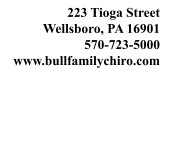 223 Tioga Street
Wellsboro, PA 16901
570-723-5000
www.bullfamilychiro.com